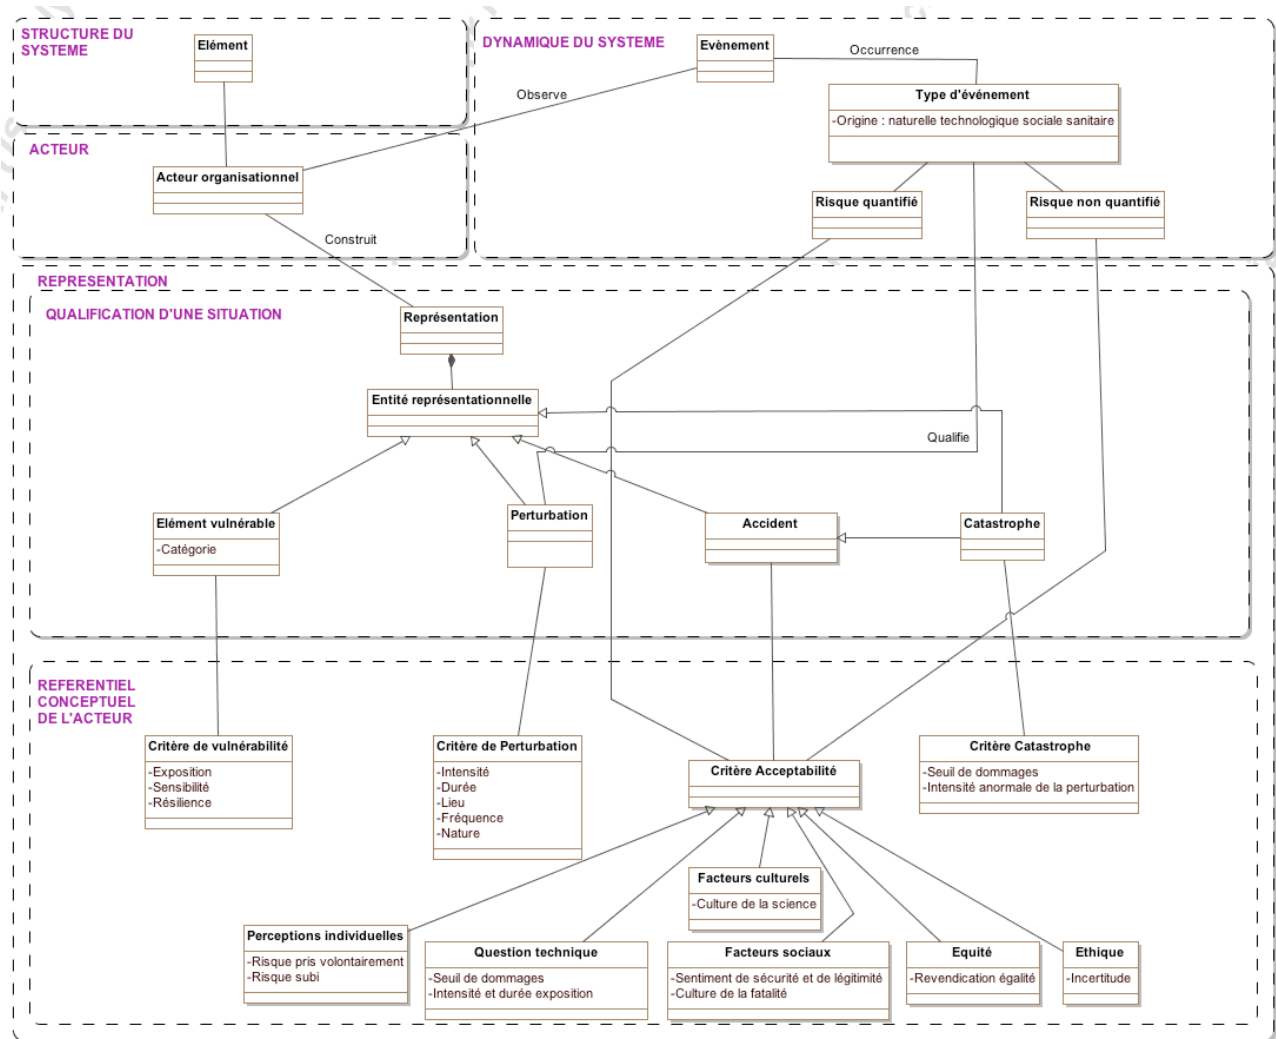 STRUCTURE DU
SYSTEME
Elément
DYNAMIQUE DU SYSTEME
Evènement
Occurrence
Type d'événement
-Origine : naturelle technologique sociale sanitaire
Observe
ACTEUR
Acteur organisationnel
Risque quantifié
Risque non quantifié
Construit
REPRESENTATION
QUALIFICATION D'UNE SITUATION
Représentation
Entité représentationnelle
Qualifie
Elément vulnérable
-Catégorie
Perturbation
Accident
Catastrophe
REFERENTIEL
CONCEPTUEL
DE L'ACTEUR
Critère de vulnérabilité
-Exposition
-Sensibilité
-Résilience
Critère de Perturbation
-Intensité
-Durée
-Lieu
-Fréquence
-Nature
Critère Acceptabilité
Critère Catastrophe
-Seuil de dommages
-Intensité anormale de la perturbation
Facteurs culturels
-Culture de la science
Perceptions individuelles
-Risque pris volontairement
-Risque subi
Question technique
-Seuil de dommages
-Intensité et durée exposition
Facteurs sociaux
-Sentiment de sécurité et de légitimité
-Culture de la fatalité
Equité
-Revendication égalité
Ethique
-Incertitude